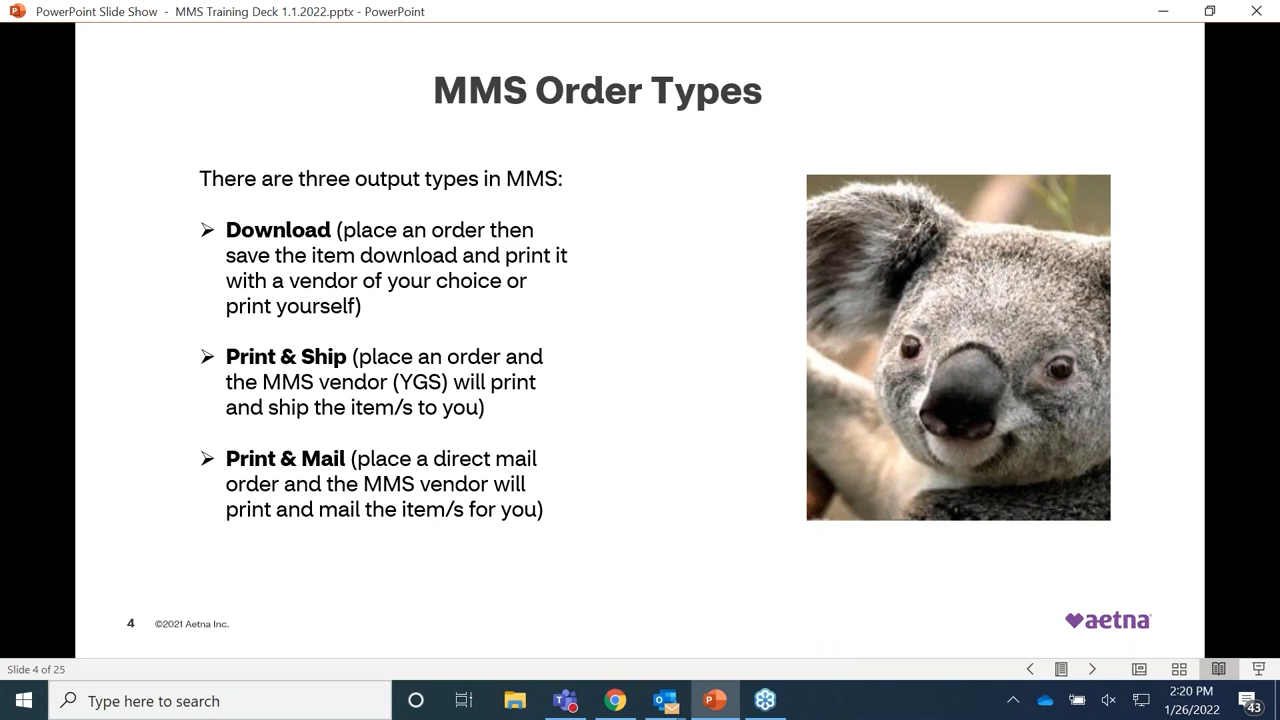 PowerPoint Slide Show - MMS Training Deck 1.1.2022.pptx - PowerPoint
MMS Order Types
There are three output types in MMS:
Download (place an order then
save the item download and print it
with a vendor of your choice or
print yourself)
Print & Ship (place an order and
the MMS vendor (YGS) will print
and ship the item/s to you)
Print & Mail (place a direct mail
order and the MMS vendor will
print and mail the item/s for you)
4 ©2021 Aetna Inc.
aetna
Slide 4 of 25
Type here to search
2:20 PM
1/26/2022
43